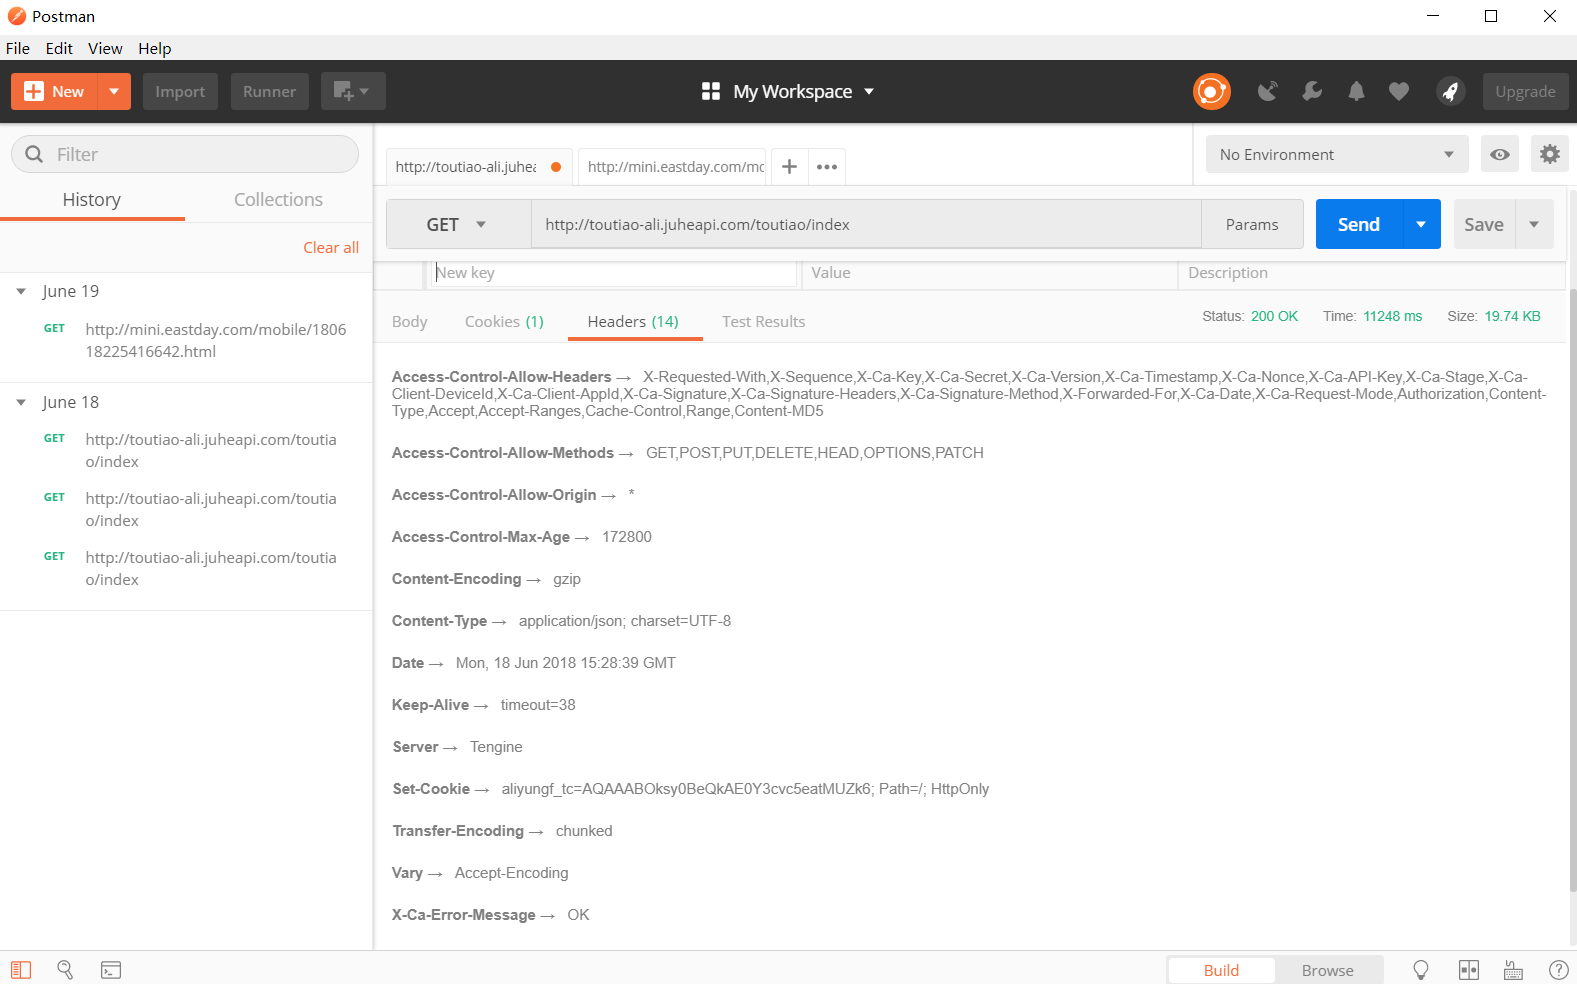 Postman
File Edit View Help
New Import Runner My Workspace Upgrade
Filter
History Collections
Clear all
June 19
GET http://mini.eastday.com/mobile/1806
18225416642.html
June 18
GET http://toutiao-ali.juheapi.com/toutia
o/index
GET http://toutiao-ali.juheapi.com/toutia
o/index
GET http://toutiao-ali.juheapi.com/toutia
o/index
http://toutiao-ali.juhea http://mini.eastday.com/mo No Environment
GET http://toutiao-ali.juheapi.com/toutiao/index Params Send Save
New key Value Description
Body Cookies (1) Headers (14) Test Results Status: 200 OK Time: 11248 ms Size: 19.74 KB
Access-Control-Allow-Headers → X-Requested-With,X-Sequence,X-Ca-Key,X-Ca-Secret,X-Ca-Version,X-Ca-Timestamp,X-Ca-Nonce,X-Ca-API-Key,X-Ca-Stage,X-Ca-
Client-DeviceId,X-Ca-Client-AppId,X-Ca-Signature,X-Ca-Signature-Headers,X-Ca-Signature-Method,X-Forwarded-For,X-Ca-Date,X-Ca-Request-Mode,Authorization,Content-
Type,Accept,Accept-Ranges,Cache-Control,Range,Content-MD5
Access-Control-Allow-Methods → GET,POST,PUT,DELETE,HEAD,OPTIONS,PATCH
Access-Control-Allow-Origin → *
Access-Control-Max-Age → 172800
Content-Encoding → gzip
Content-Type → application/json; charset=UTF-8
Date → Mon, 18 Jun 2018 15:28:39 GMT
Keep-Alive → timeout=38
Server → Tengine
Set-Cookie → aliyungf_tc=AQAAABOksy0BeQkAE0Y3cvc5eatMUZk6; Path=/; HttpOnly
Transfer-Encoding → chunked
Vary → Accept-Encoding
X-Ca-Error-Message → OK
Build Browse